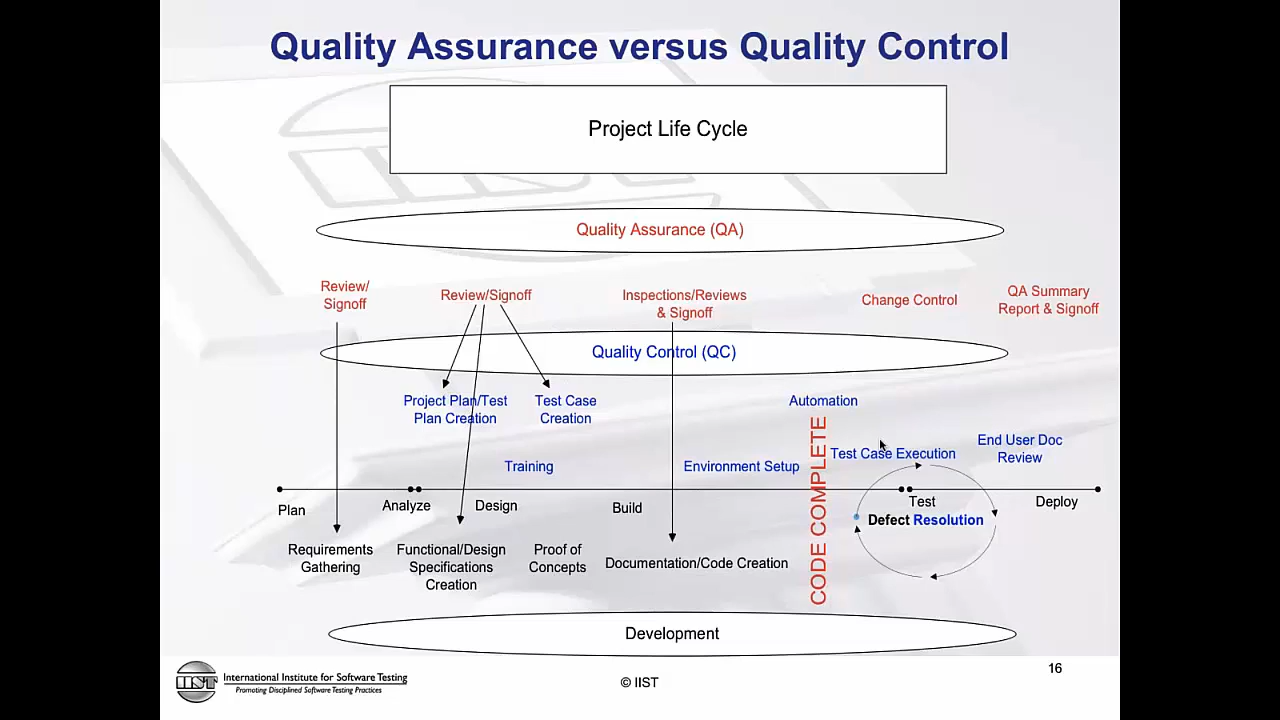 Quality Assurance versus Quality Control
Project Life Cycle
Quality Assurance (QA)
Review/
Signoff
Review/Signoff
Inspections/Reviews
& Signoff
Change Control
QA Summary
Report & Signoff
Quality Control (QC)
Project Plan/Test
Plan Creation
Test Case
Creation
Automation
Training
Environment Setup
CODE COMPLETE
Test Case Execution
End User Doc
Review
Plan
Analyze
Design
Build
Test
Deploy
Defect Resolution
Requirements
Gathering
Functional/Design
Specifications
Creation
Proof of
Concepts
Documentation/Code Creation
Development
IIST
International Institute for Software Testing
Promoting Disciplined Software Testing Practices
© IIST
16